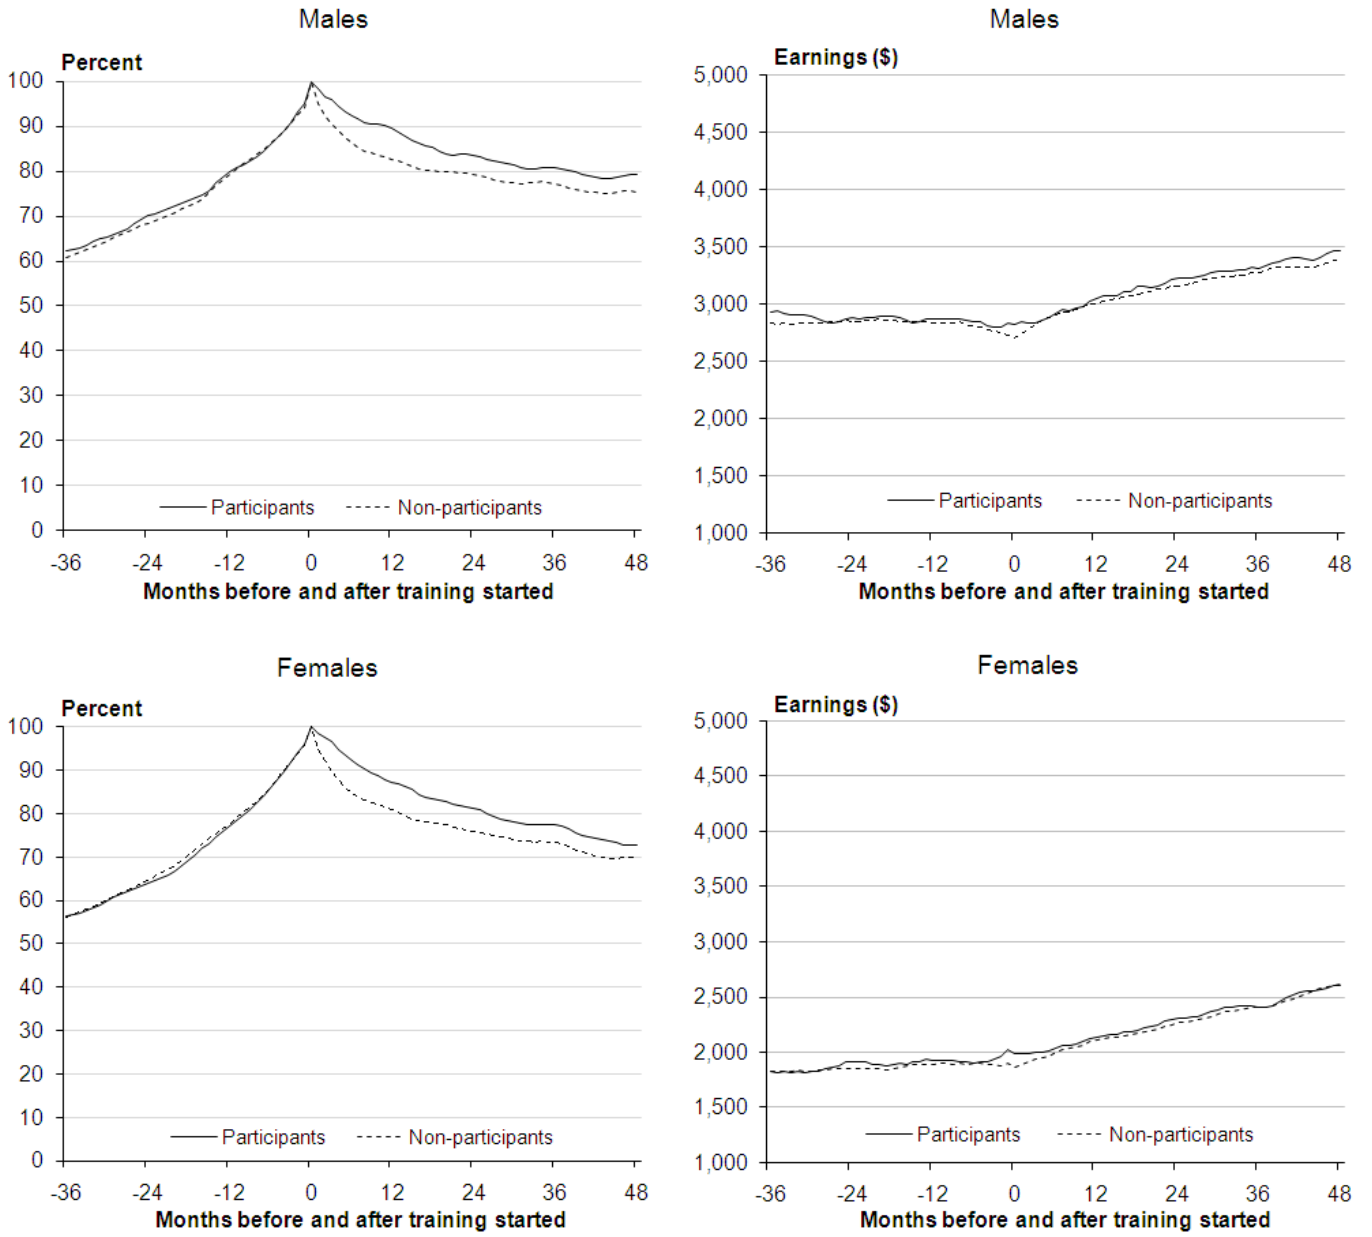 Males
Percent
100
90
80
70
60
50
40
30
20
10
0
Participants Non-participants
-36 -24 -12 0 12 24 36 48
Months before and after training started
Males
Earnings ($)
5,000
4,500
4,000
3,500
3,000
2,500
2,000
1,500
1,000
Participants Non-participants
-36 -24 -12 0 12 24 36 48
Months before and after training started
Females
Percent
100
90
80
70
60
50
40
30
20
10
0
Participants Non-participants
-36 -24 -12 0 12 24 36 48
Months before and after training started
Females
Earnings ($)
5,000
4,500
4,000
3,500
3,000
2,500
2,000
1,500
1,000
Participants Non-participants
-36 -24 -12 0 12 24 36 48
Months before and after training started